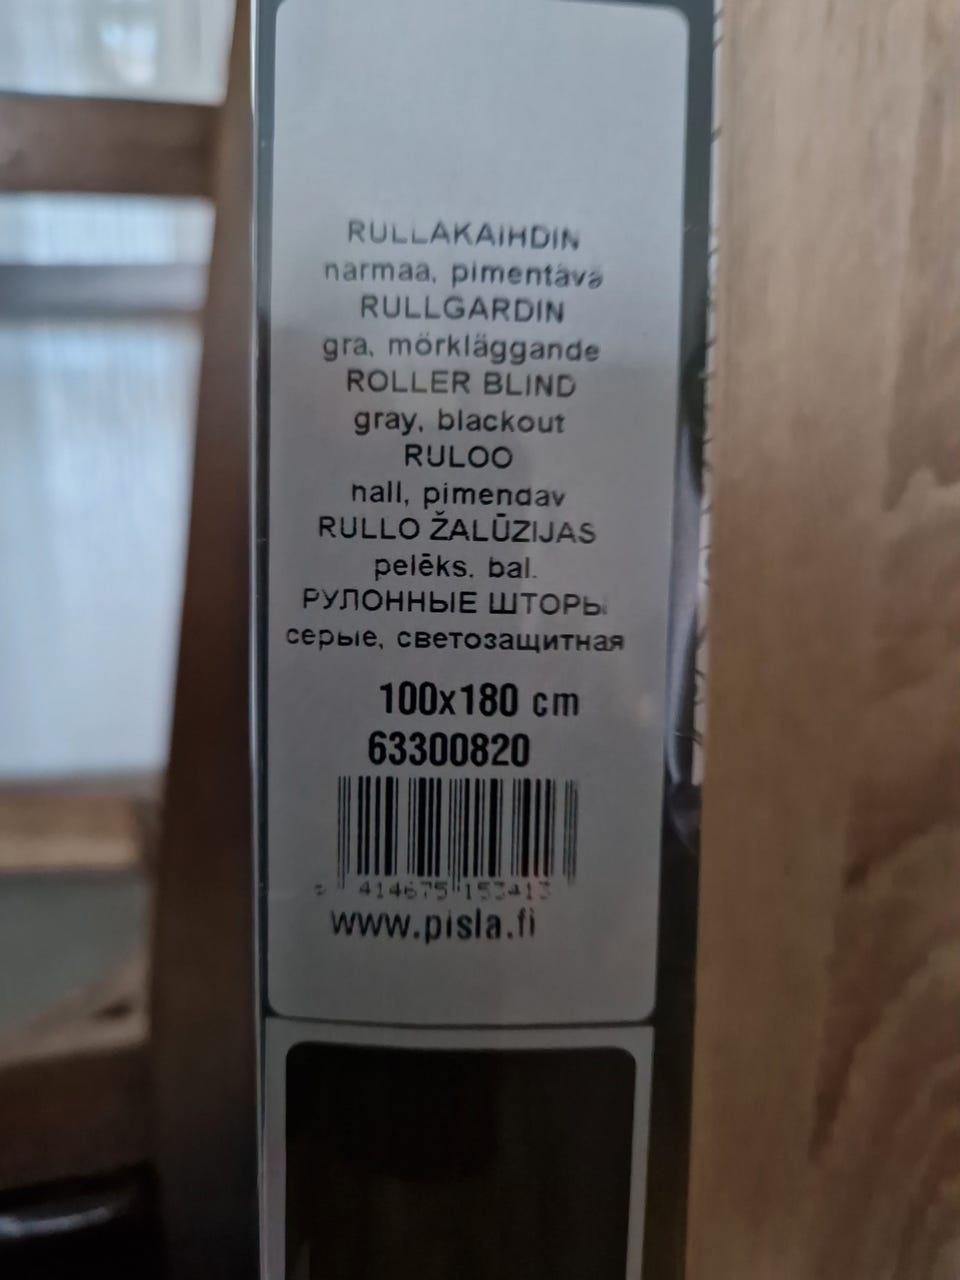 RULLAKAIHDIN
narmaa, pimentävä
RULLGARDIN
gra, mörkläggande
ROLLER BLIND
gray, blackout
RULOO
hall, pimendav
RULLO ŽALŪZIJAS
pelēks. bal.
РУЛОННЫЕ ШТОРЫ
серые, светозащитная
100x180 cm
63300820
414675 153413
www.pisla.fi